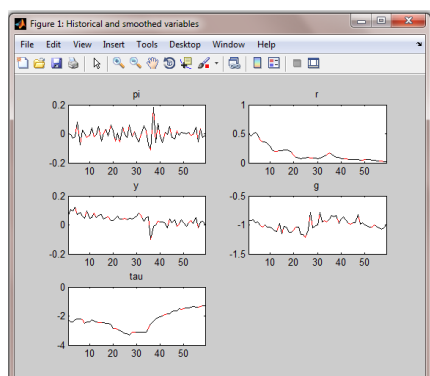 Figure 1: Historical and smoothed variables
File Edit View Insert Tools Desktop Window Help
pi
0.2
0
-0.2
10 20 30 40 50
r
1
0.5
0
10 20 30 40 50
y
0.2
0
-0.2
10 20 30 40 50
g
-0.5
-1
-1.5
10 20 30 40 50
tau
0
-2
-4
10 20 30 40 50